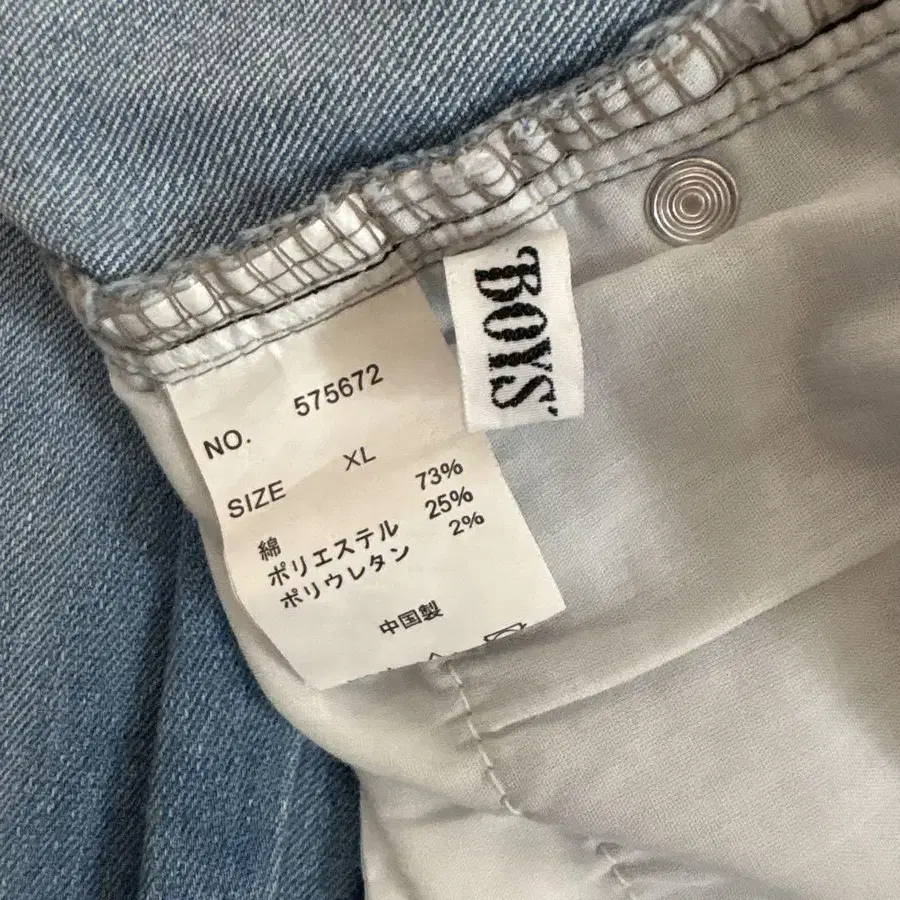 NO. 575672
SIZE XL
綿 73%
ポリエステル 25%
ポリウレタン 2%
中国製
BOYS'